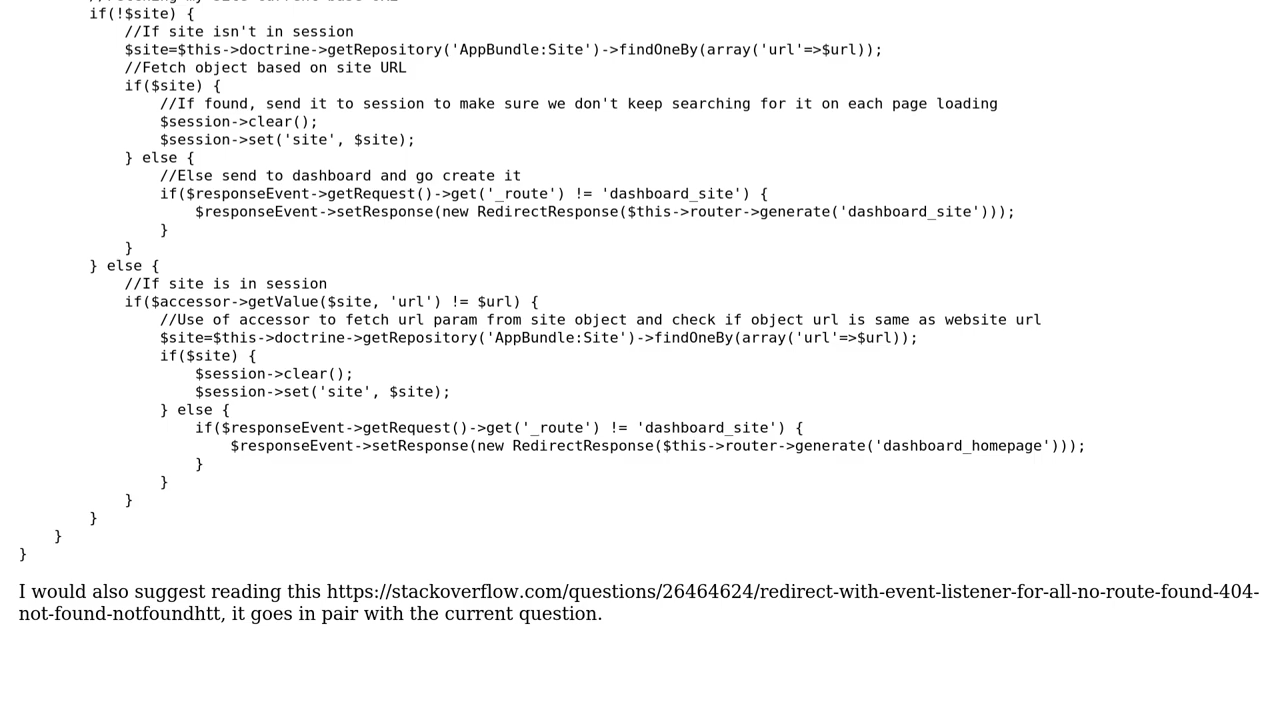 if(!$site) {
//If site isn't in session
$site=$this->doctrine->getRepository('AppBundle:Site')->findOneBy(array('url'=>$url));
//Fetch object based on site URL
if($site) {
//If found, send it to session to make sure we don't keep searching for it on each page loading
$session->clear();
$session->set('site', $site);
} else {
//Else send to dashboard and go create it
if($responseEvent->getRequest()->get('_route') != 'dashboard_site') {
$responseEvent->setResponse(new RedirectResponse($this->router->generate('dashboard_site')));
}
}
} else {
//If site is in session
if($accessor->getValue($site, 'url') != $url) {
//Use of accessor to fetch url param from site object and check if object url is same as website url
$site=$this->doctrine->getRepository('AppBundle:Site')->findOneBy(array('url'=>$url));
if($site) {
$session->clear();
$session->set('site', $site);
} else {
if($responseEvent->getRequest()->get('_route') != 'dashboard_site') {
$responseEvent->setResponse(new RedirectResponse($this->router->generate('dashboard_homepage')));
}
}
}
}
}
}
I would also suggest reading this https://stackoverflow.com/questions/26464624/redirect-with-event-listener-for-all-no-route-found-404-
not-found-notfoundhtt, it goes in pair with the current question.